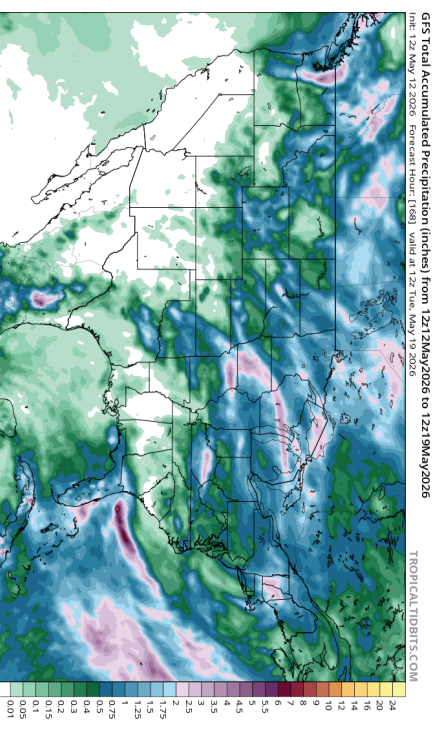 GFS Total Accumulated Precipitation (inches) from 12z12May2026 to 12z19May2026
Init: 12z May 12 2026 Forecast Hour: [168] valid at 12z Tue, May 19 2026
TROPICALTIDBITS.COM
0.01 0.05 0.1 0.15 0.2 0.3 0.4 0.5 0.75 1 1.25 1.5 1.75 2 2.5 3 3.5 4 4.5 5 5.5 6 7 8 9 10 12 14 16 20 24